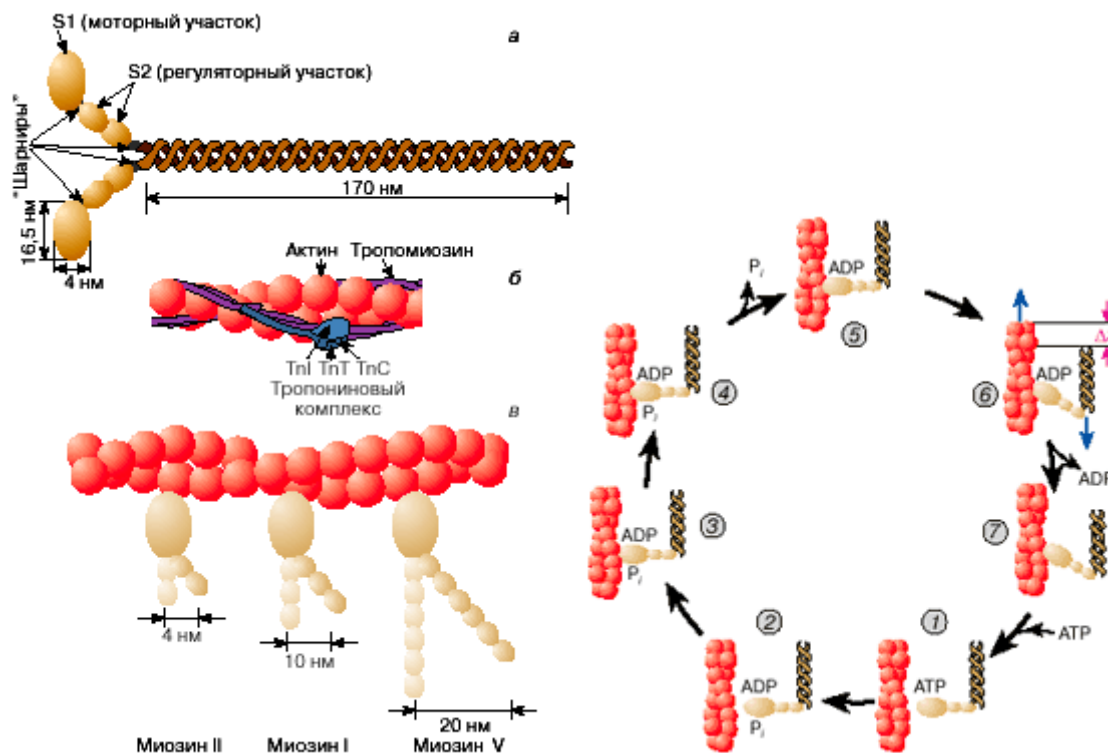 S1 (моторный участок)
а
S2 (регуляторный участок)
"Шарниры"
170 нм
16,5 нм
4 нм
Актин Тропомиозин
б
TnI TnT TnC
Тропониновый
комплекс
в
4 нм
10 нм
20 нм
Миозин II Миозин I Миозин V
ATP
1
ADP
Pi
2
ADP
Pi
3
ADP
Pi
4
Pi
ADP
5
Δ
ADP
6
ADP
7
ATP